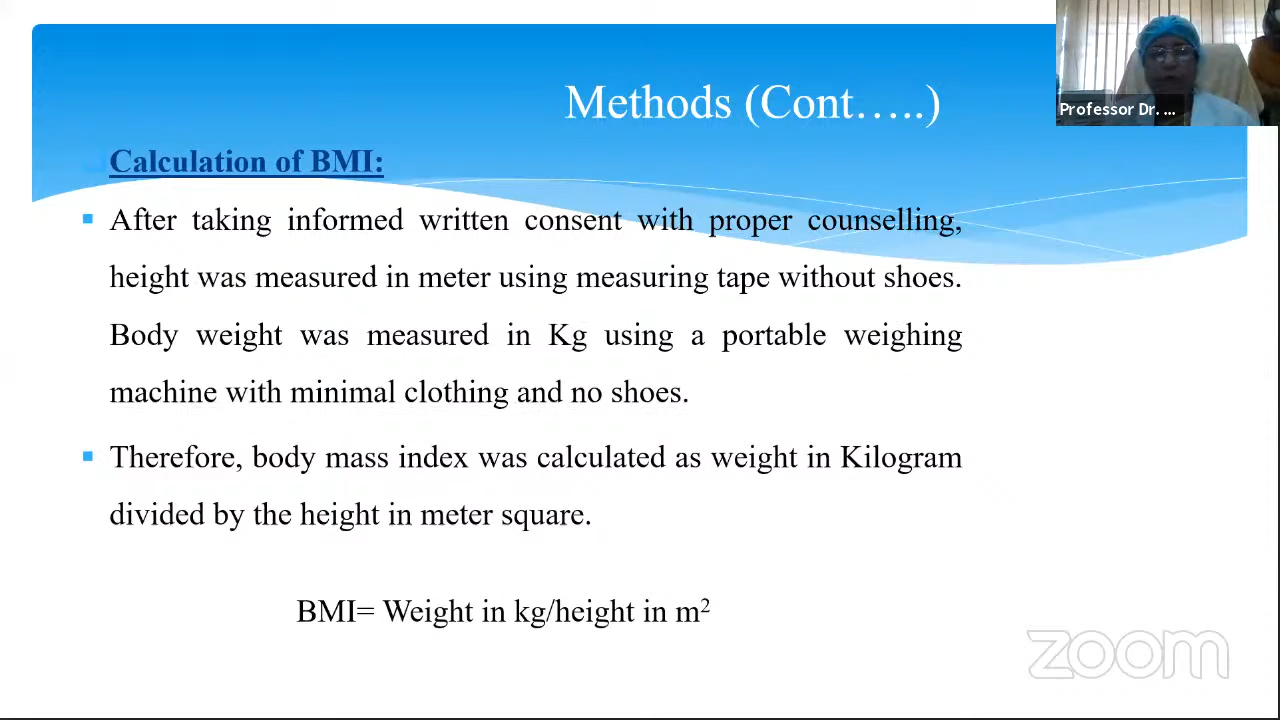 Methods (Cont…..)
Professor Dr. ...
Calculation of BMI:
After taking informed written consent with proper counselling,
height was measured in meter using measuring tape without shoes.
Body weight was measured in Kg using a portable weighing
machine with minimal clothing and no shoes.
Therefore, body mass index was calculated as weight in Kilogram
divided by the height in meter square.
BMI= Weight in kg/height in m²
zoom